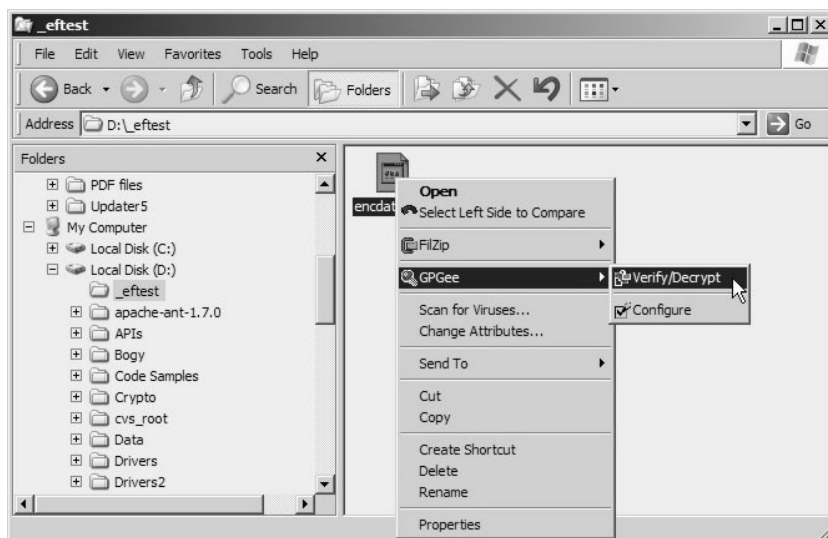 _eftest
File Edit View Favorites Tools Help
Back Search Folders
Address D:\_eftest Go
Folders
PDF files
Updater5
My Computer
Local Disk (C:)
Local Disk (D:)
_eftest
apache-ant-1.7.0
APIs
Bogy
Code Samples
Crypto
cvs_root
Data
Drivers
Drivers2
encdat
Open
Select Left Side to Compare
FilZip
GPGee
Scan for Viruses...
Change Attributes...
Send To
Cut
Copy
Create Shortcut
Delete
Rename
Properties
Verify/Decrypt
Configure